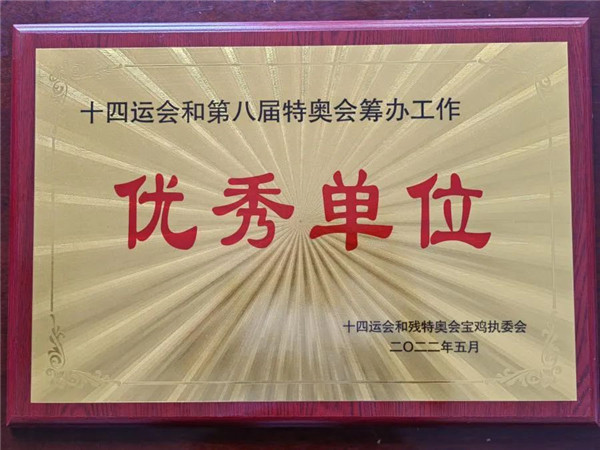 十四运会和第八届特奥会筹办工作
优秀单位
十四运会和残特奥会宝鸡执委会
二〇二二年五月